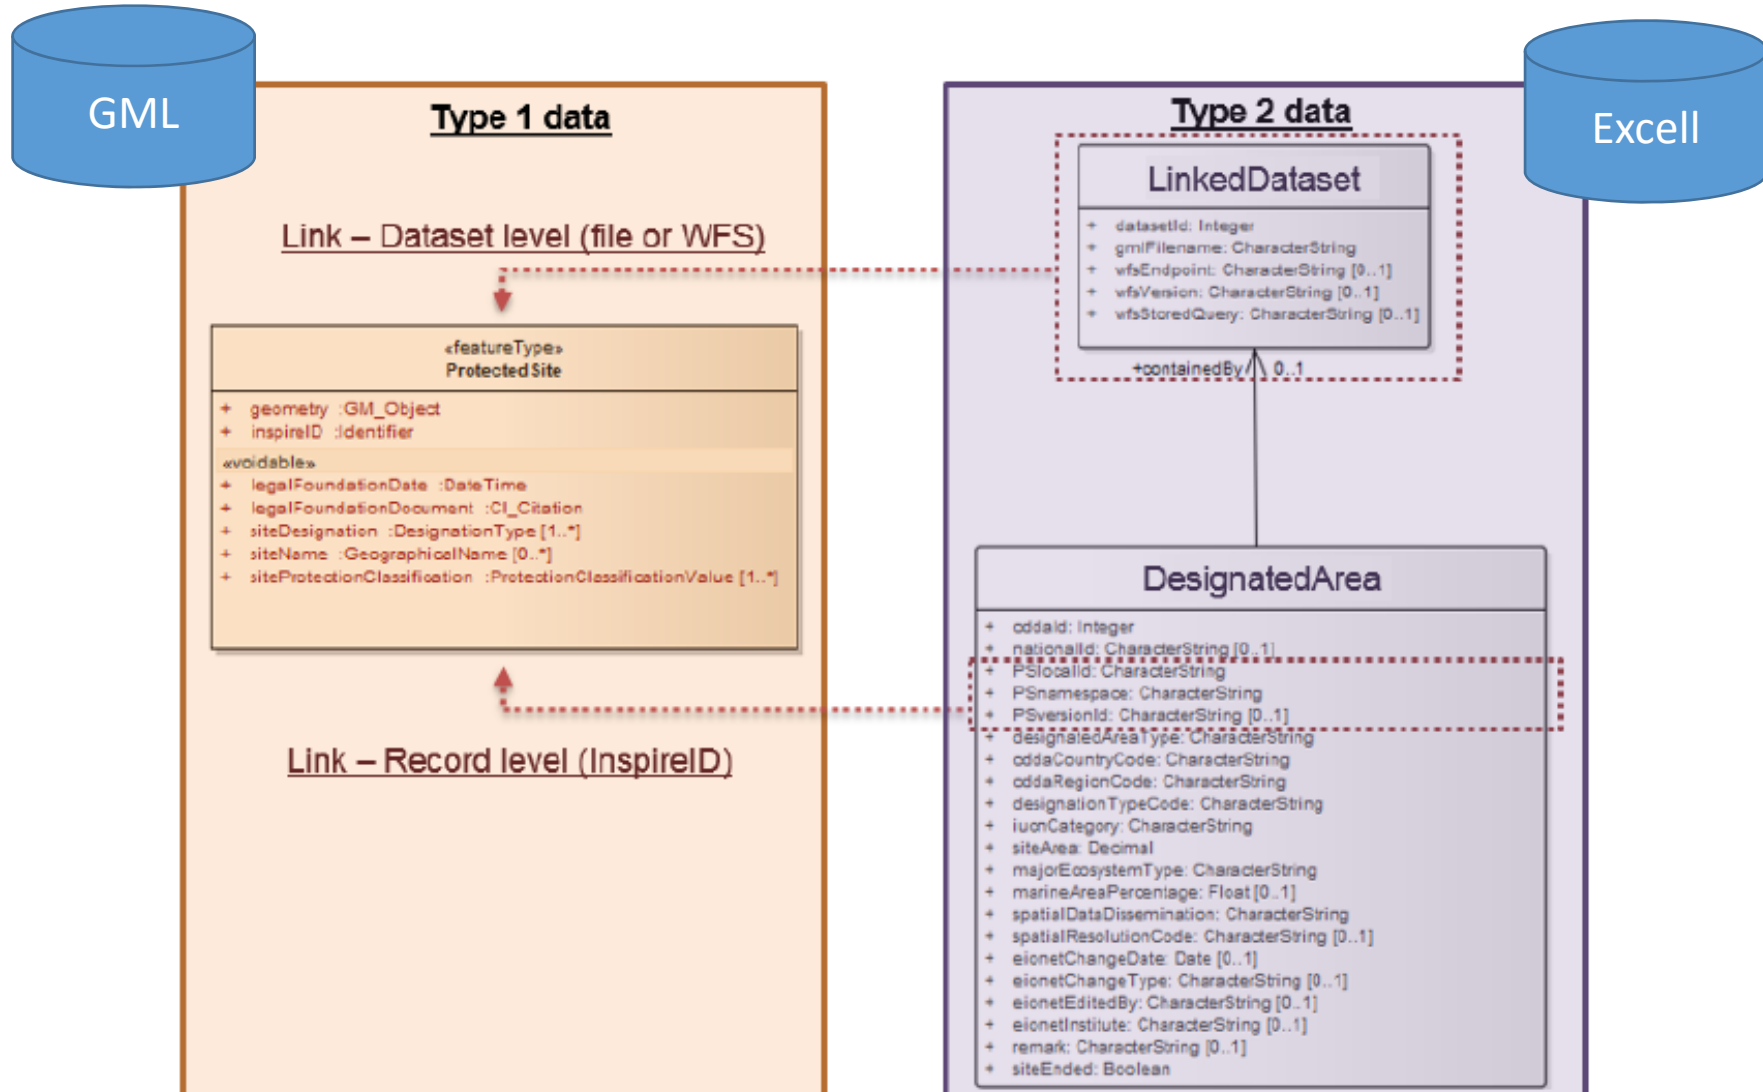 GML
Type 1 data
Link – Dataset level (file or WFS)
«featureType»
ProtectedSite
+ geometry :GM_Object
+ inspireID :Identifier
«voidable»
+ legalFoundationDate :DateTime
+ legalFoundationDocument :CI_Citation
+ siteDesignation :DesignationType [1..*]
+ siteName :GeographicalName [0..*]
+ siteProtectionClassification :ProtectionClassificationValue [1..*]
Link – Record level (InspireID)
Type 2 data
Excell
LinkedDataset
+ datasetId: Integer
+ gmlFilename: CharacterString
+ wfsEndpoint: CharacterString [0..1]
+ wfsVersion: CharacterString [0..1]
+ wfsStoredQuery: CharacterString [0..1]
+containedBy 0..1
DesignatedArea
+ cddaId: Integer
+ nationalId: CharacterString [0..1]
+ PSlocalId: CharacterString
+ PSnamespace: CharacterString
+ PSversionId: CharacterString [0..1]
+ designatedAreaType: CharacterString
+ cddaCountryCode: CharacterString
+ cddaRegionCode: CharacterString
+ designationTypeCode: CharacterString
+ iucnCategory: CharacterString
+ siteArea: Decimal
+ majorEcosystemType: CharacterString
+ marineAreaPercentage: Float [0..1]
+ spatialDataDissemination: CharacterString
+ spatialResolutionCode: CharacterString [0..1]
+ eionetChangeDate: Date [0..1]
+ eionetChangeType: CharacterString [0..1]
+ eionetEditedBy: CharacterString [0..1]
+ eionetInstitute: CharacterString [0..1]
+ remark: CharacterString [0..1]
+ siteEnded: Boolean